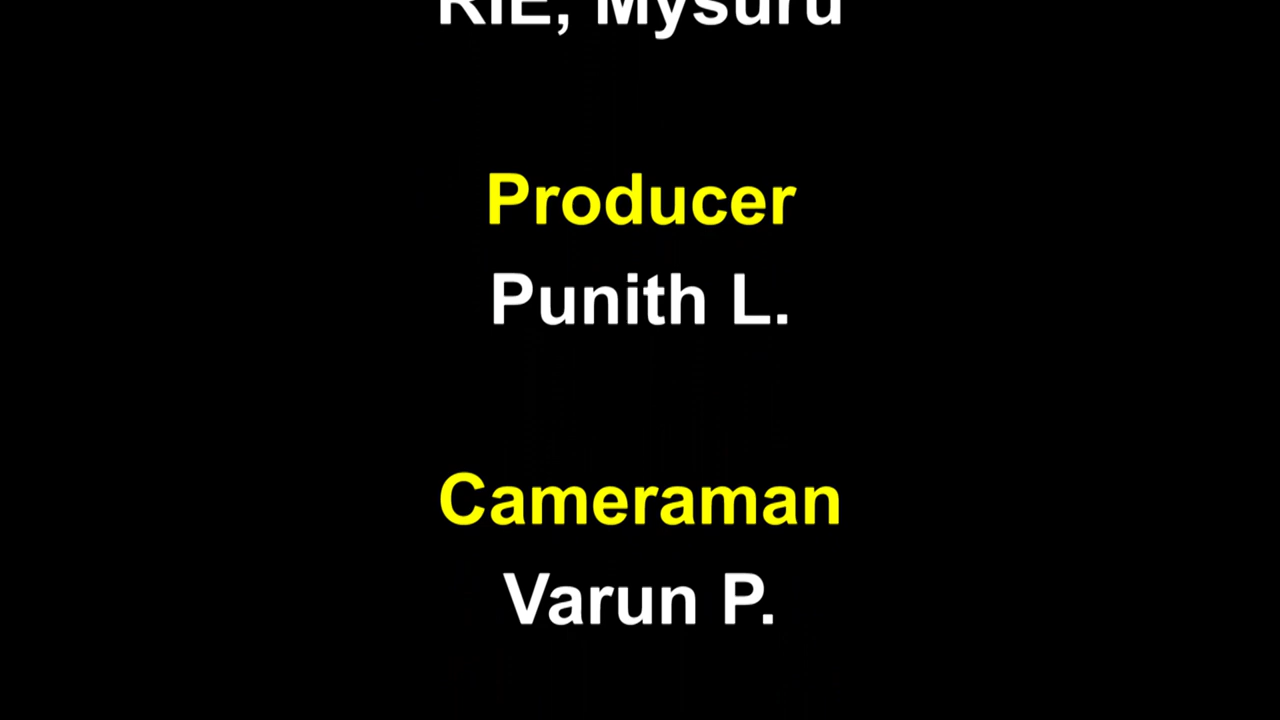 RIE, Mysuru
Producer
Punith L.
Cameraman
Varun P.